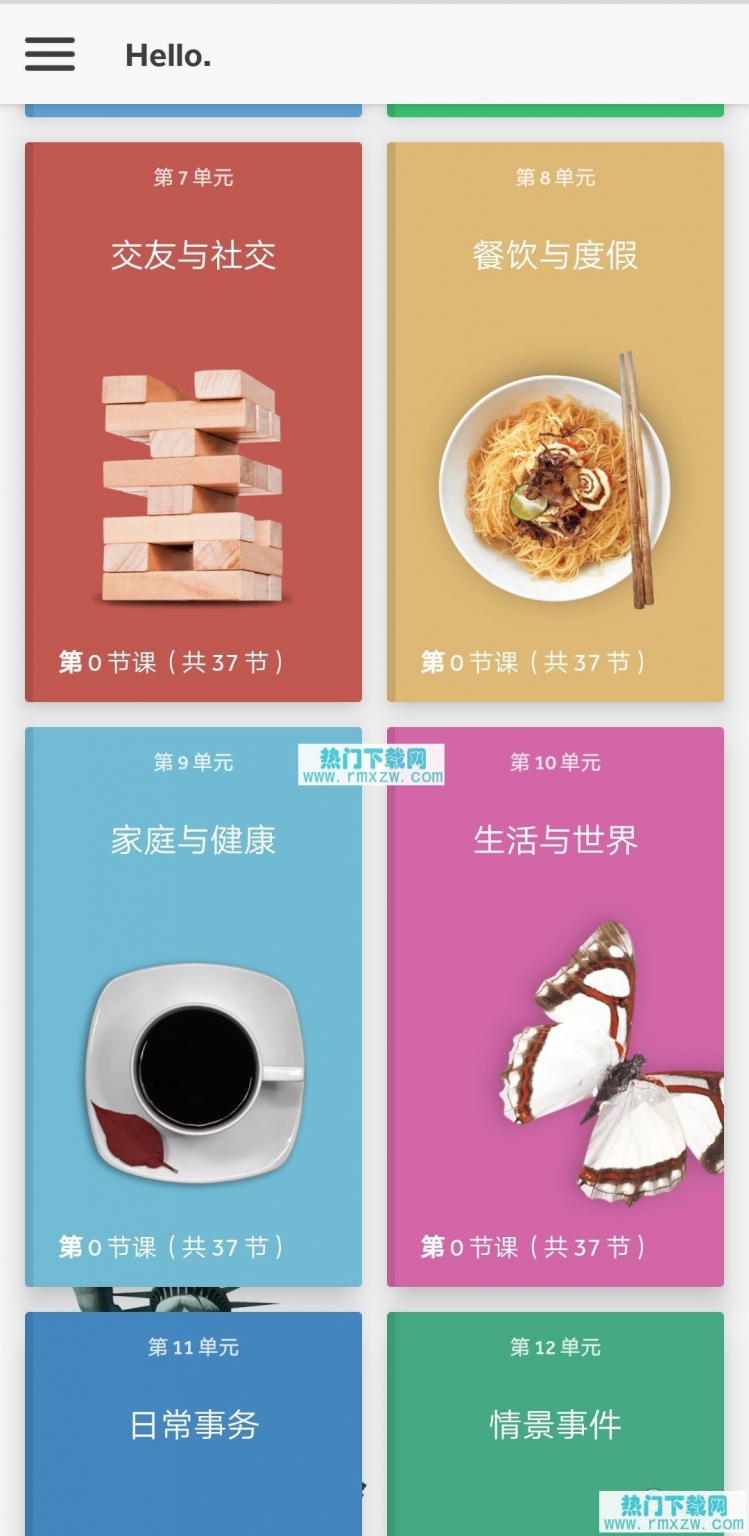 Hello.
第 7 单元
交友与社交
第 0 节课（共 37 节）
第 8 单元
餐饮与度假
第 0 节课（共 37 节）
第 9 单元
家庭与健康
第 0 节课（共 37 节）
热门下载网
www.rmxzw.com
第 10 单元
生活与世界
第 0 节课（共 37 节）
第 11 单元
日常事务
第 12 单元
情景事件
热门下载网
www.rmxzw.com